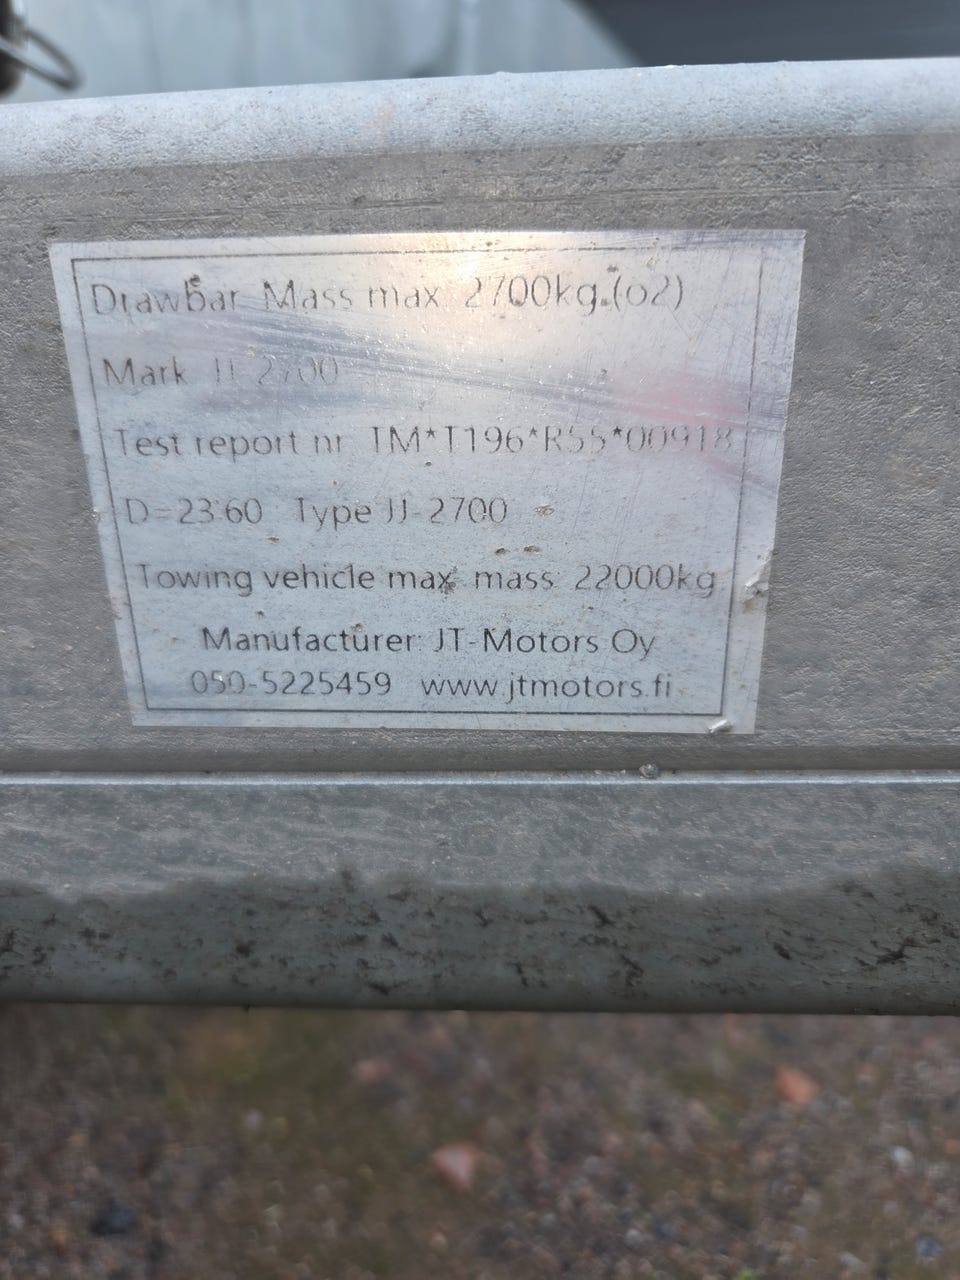 Drawbar Mass max 2700kg.(o2)
Mark JJ 2700
Test report nr TM*T196*R55*00918
D=23.60 Type JJ-2700
Towing vehicle max. mass 22000kg
Manufacturer: JT-Motors Oy
050-5225459 www.jtmotors.fi